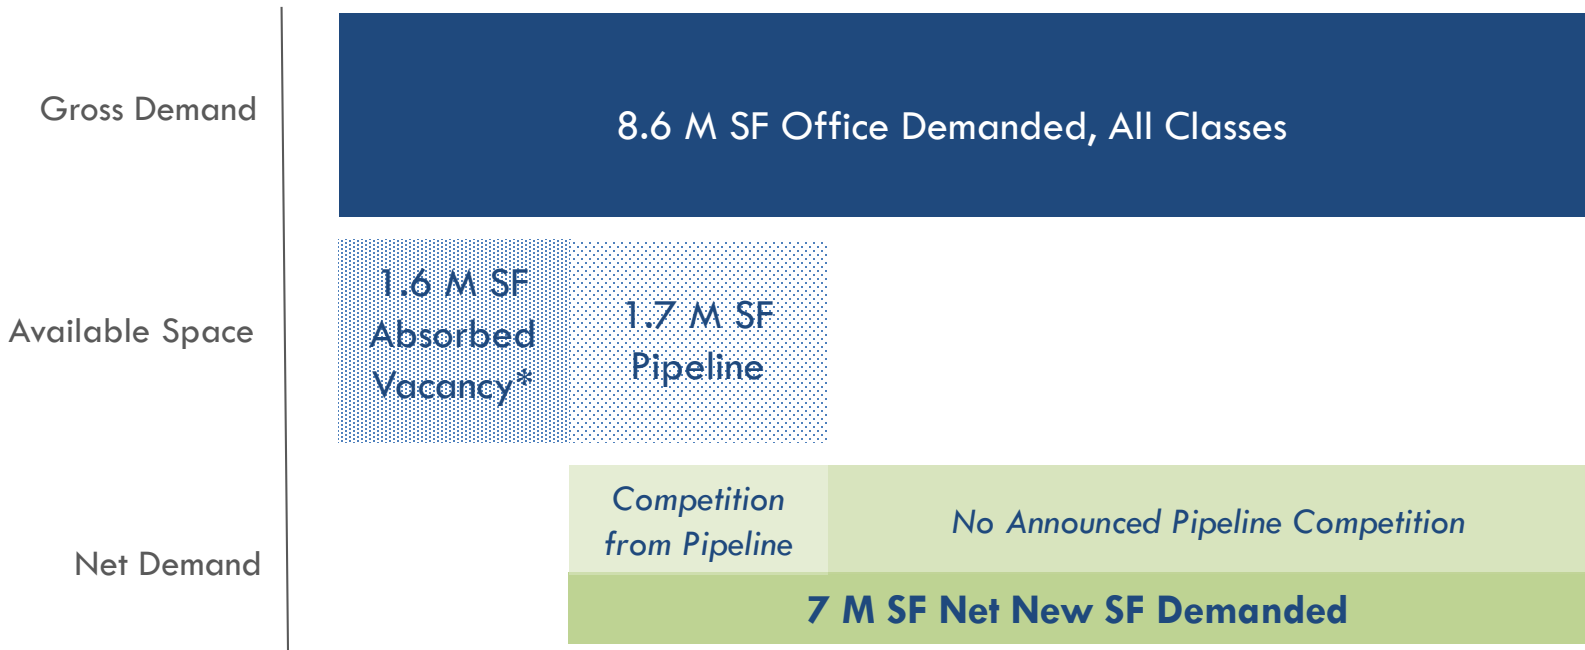 Gross Demand
8.6 M SF Office Demanded, All Classes
Available Space
1.6 M SF
Absorbed
Vacancy*
1.7 M SF
Pipeline
Net Demand
Competition
from Pipeline
No Announced Pipeline Competition
7 M SF Net New SF Demanded